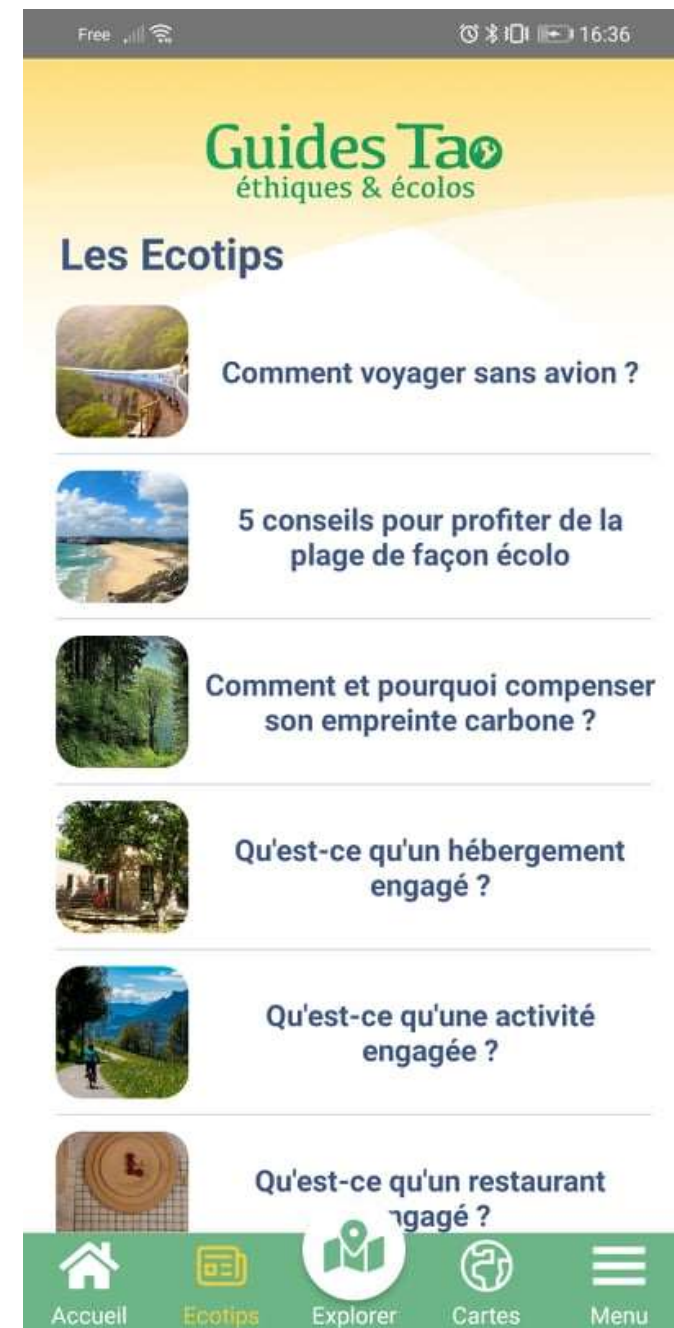 Free 16:36
Guides Tao
éthiques & écolos
Les Ecotips
Comment voyager sans avion ?
5 conseils pour profiter de la
plage de façon écolo
Comment et pourquoi compenser
son empreinte carbone ?
Qu'est-ce qu'un hébergement
engagé ?
Qu'est-ce qu'une activité
engagée ?
Qu'est-ce qu'un restaurant
ngagé ?
Accueil Ecotips Explorer Cartes Menu